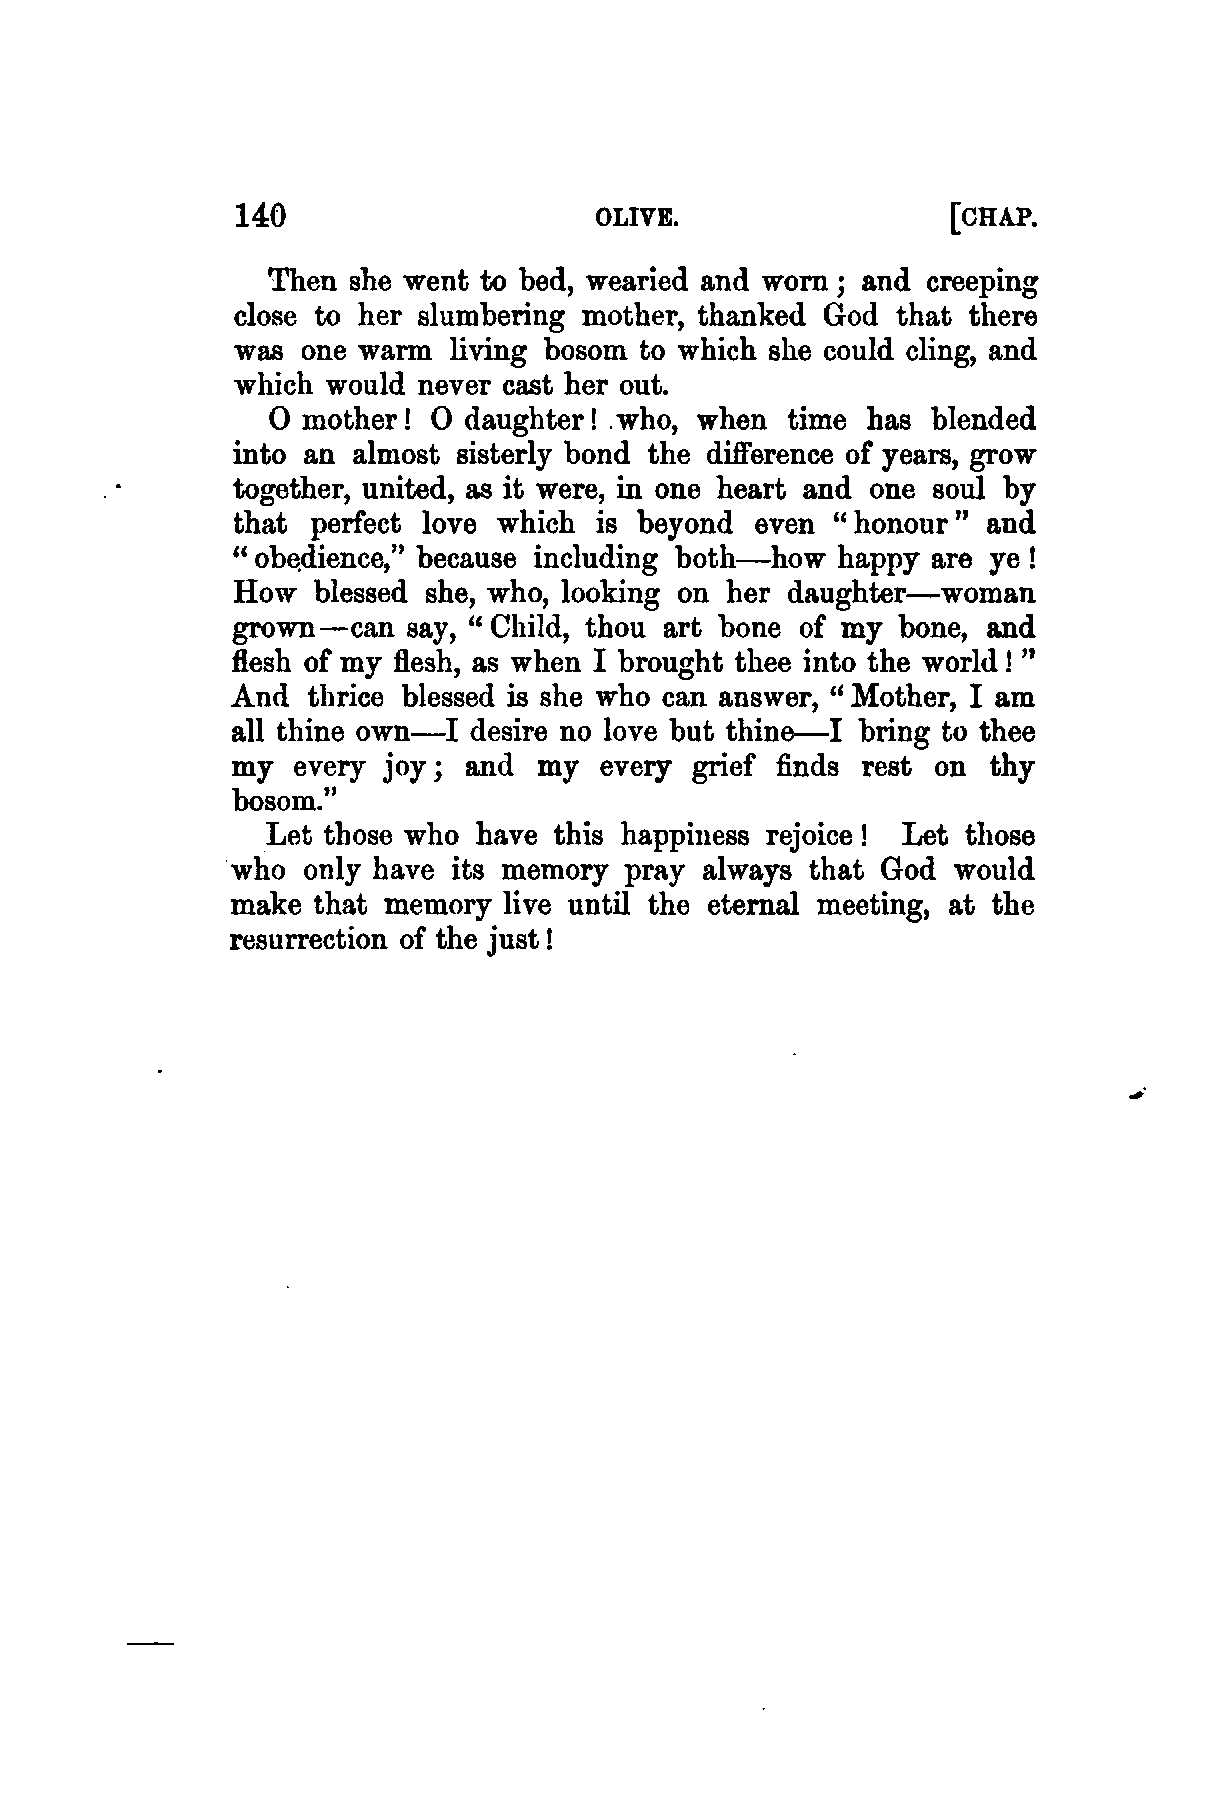 140 OLIVE. [CHAP.
Then she went to bed, wearied and worn; and creeping
close to her slumbering mother, thanked God that there
was one warm living bosom to which she could cling, and
which would never cast her out.
O mother! O daughter! who, when time has blended
into an almost sisterly bond the difference of years, grow
together, united, as it were, in one heart and one soul by
that perfect love which is beyond even "honour" and
"obedience," because including both—how happy are ye!
How blessed she, who, looking on her daughter—woman
grown—can say, "Child, thou art bone of my bone, and
flesh of my flesh, as when I brought thee into the world!"
And thrice blessed is she who can answer, "Mother, I am
all thine own—I desire no love but thine—I bring to thee
my every joy; and my every grief finds rest on thy
bosom."
Let those who have this happiness rejoice! Let those
who only have its memory pray always that God would
make that memory live until the eternal meeting, at the
resurrection of the just!